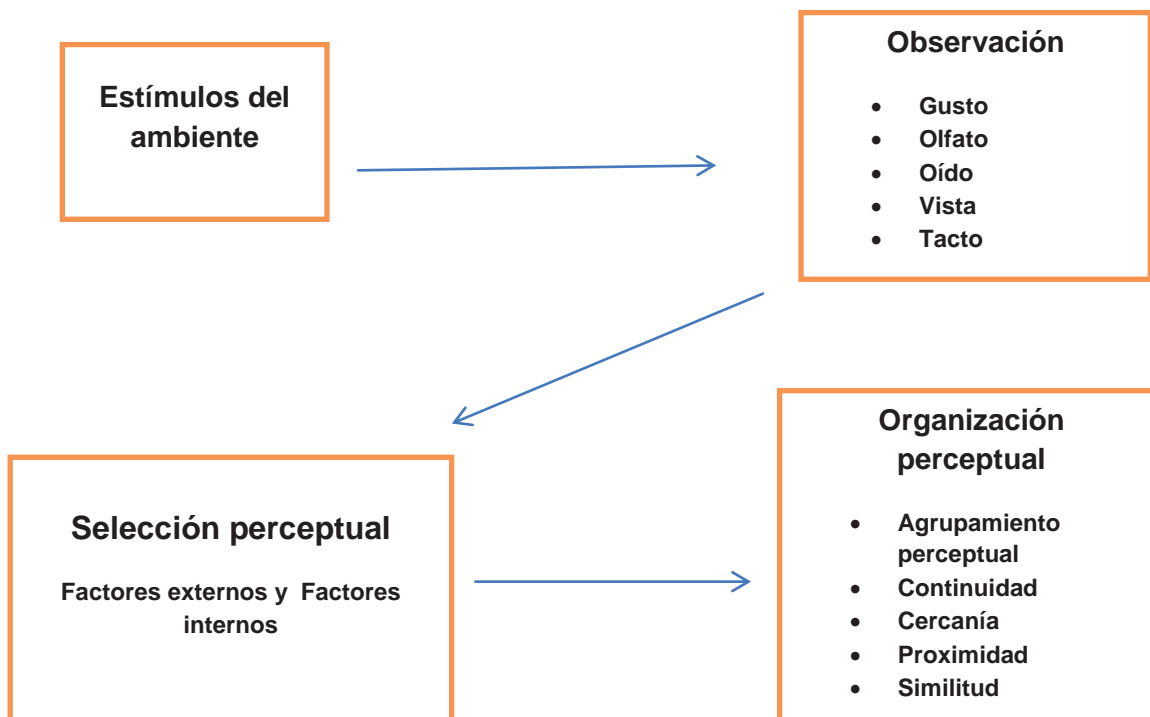 Estímulos del
ambiente
Observación
• Gusto
• Olfato
• Oído
• Vista
• Tacto
Selección perceptual
Factores externos y  Factores
internos
Organización
perceptual
• Agrupamiento
perceptual
• Continuidad
• Cercanía
• Proximidad
• Similitud